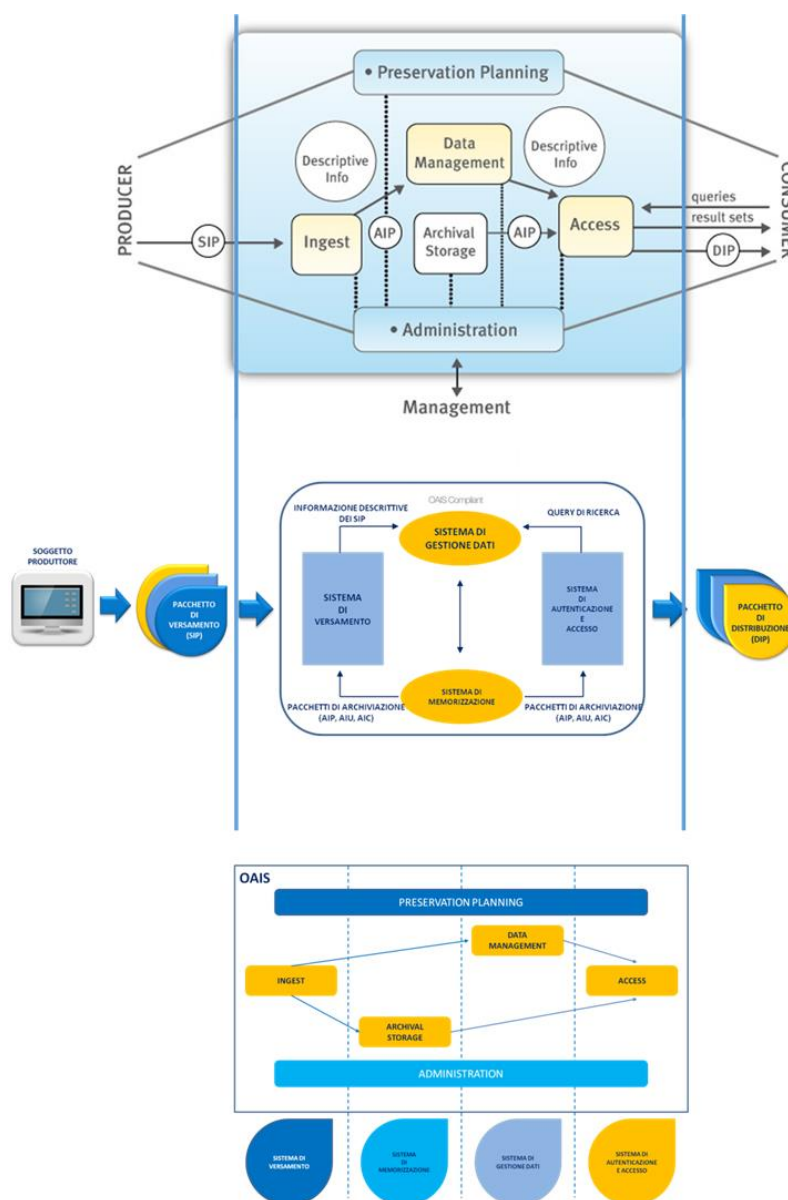 • Preservation Planning
PRODUCER
CONSUMER
Descriptive
Info
Data
Management
Descriptive
Info
queries
result sets
SIP
Ingest
AIP
Archival
Storage
AIP
Access
DIP
• Administration
Management
OAIS Compliant
INFORMAZIONE DESCRITTIVE
DEI SIP
QUERY DI RICERCA
SISTEMA DI
GESTIONE DATI
SOGGETTO
PRODUTTORE
PACCHETTO
DI
VERSAMENTO
(SIP)
SISTEMA
DI
VERSAMENTO
SISTEMA
DI
AUTENTICAZIONE
E
ACCESSO
PACCHETTO
DI
DISTRIBUZIONE
(DIP)
SISTEMA DI
MEMORIZZAZIONE
PACCHETTI DI ARCHIVIAZIONE
(AIP, AIU, AIC)
PACCHETTI DI ARCHIVIAZIONE
(AIP, AIU, AIC)
OAIS
PRESERVATION PLANNING
DATA
MANAGEMENT
INGEST
ACCESS
ARCHIVAL
STORAGE
ADMINISTRATION
SISTEMA DI
VERSAMENTO
SISTEMA
DI
MEMORIZZAZIONE
SISTEMA DI
GESTIONE DATI
SISTEMA DI
AUTENTICAZIONE
E ACCESSO